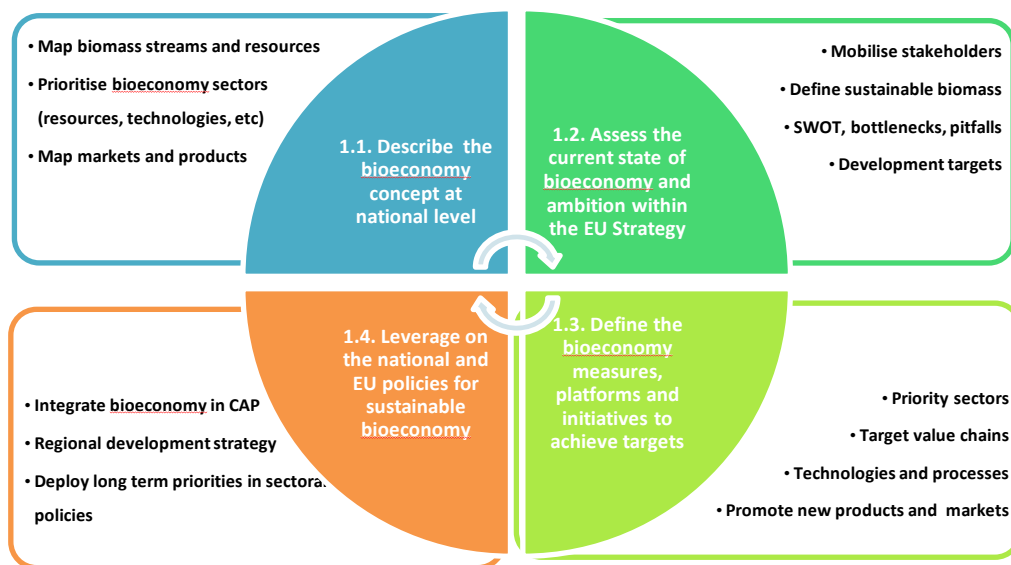 • Map biomass streams and resources
• Prioritise bioeconomy sectors
(resources, technologies, etc)
• Map markets and products
1.1. Describe the
bioeconomy
concept at
national level
1.2. Assess the
current state of
bioeconomy and
ambition within
the EU Strategy
• Mobilise stakeholders
• Define sustainable biomass
• SWOT, bottlenecks, pitfalls
• Development targets
• Integrate bioeconomy in CAP
• Regional development strategy
• Deploy long term priorities in sectora
policies
1.4. Leverage on
the national and
EU policies for
sustainable
bioeconomy
1.3. Define the
bioeconomy
measures,
platforms and
initiatives to
achieve targets
• Priority sectors
• Target value chains
• Technologies and processes
• Promote new products and markets